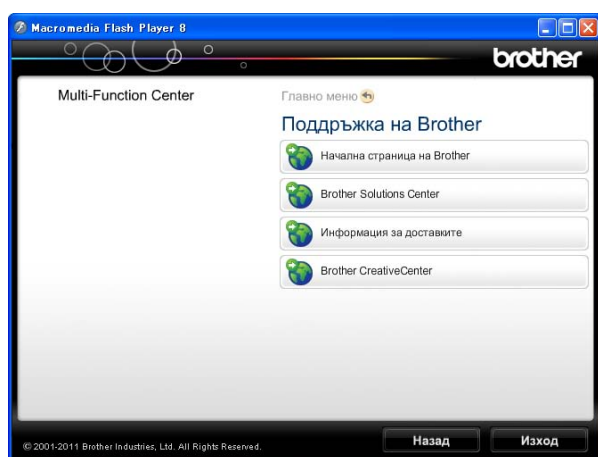 Macromedia Flash Player 8
brother
Multi-Function Center
Главно меню
Поддръжка на Brother
Начална страница на Brother
Brother Solutions Center
Информация за доставките
Brother CreativeCenter
© 2001-2011 Brother Industries, Ltd. All Rights Reserved.
Назад
Изход